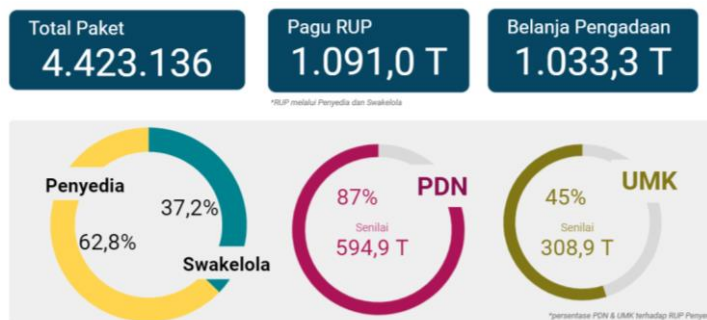 Total Paket
4.423.136
Pagu RUP
1.091,0 T
Belanja Pengadaan
1.033,3 T
*RUP melalui Penyedia dan Swakelola
Penyedia
62,8%
37,2%
Swakelola
87%
PDN
Senilai
594,9 T
45%
UMK
Senilai
308,9 T
*persentase PDN & UMK terhadap RUP Penye